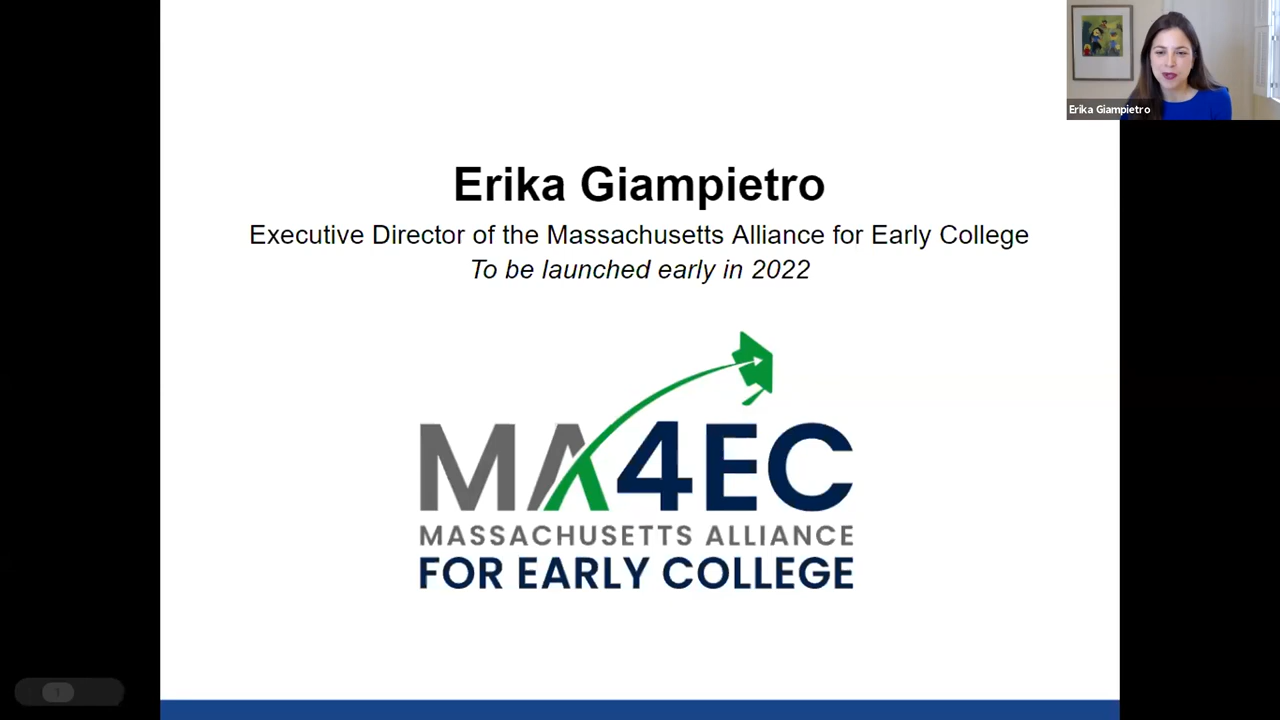 Erika Giampietro
Erika Giampietro
Executive Director of the Massachusetts Alliance for Early College
To be launched early in 2022
MA4EC
MASSACHUSETTS ALLIANCE
FOR EARLY COLLEGE
1